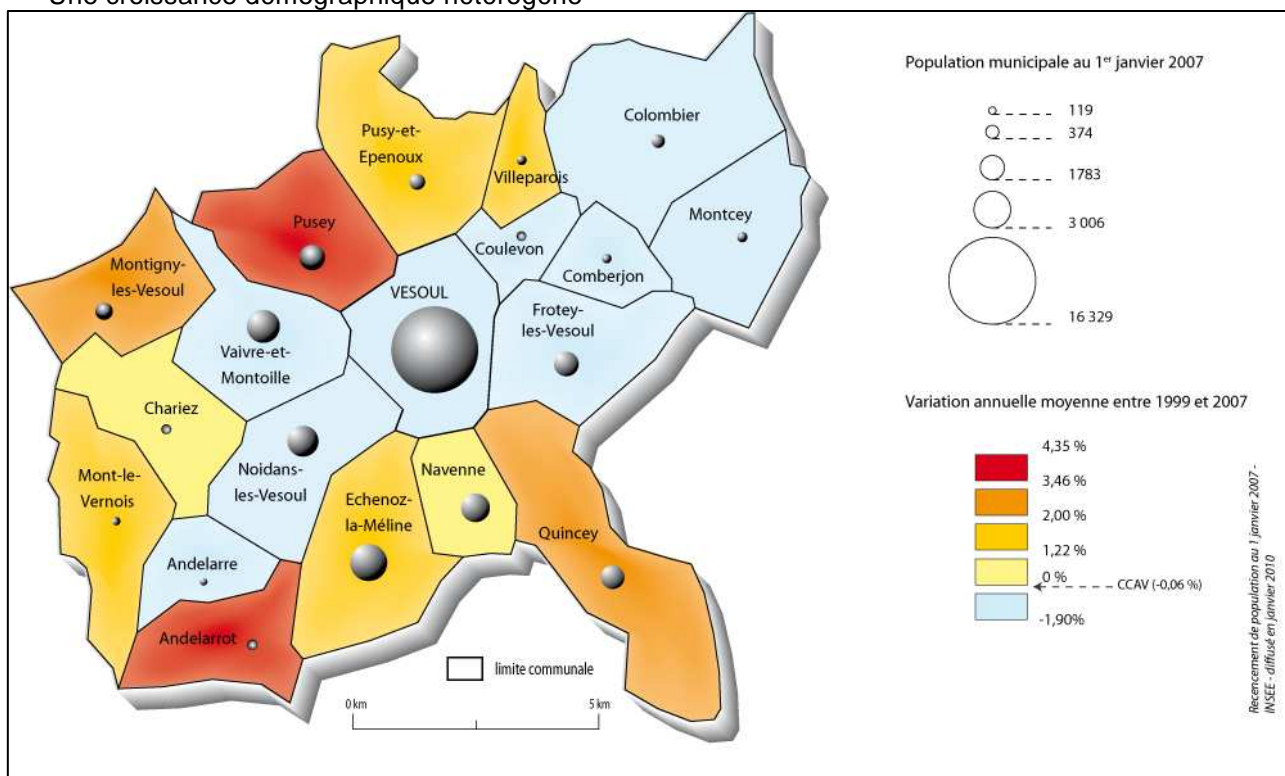 Une croissance démographique hétérogène
Population municipale au 1er janvier 2007
119
374
1783
3 006
16 329
Colombier
Pusy-et-
Epenoux
Villeparois
Montcey
Pusey
Coulevon
Comberjon
Montigny-
les-Vesoul
VESOUL
Frotey-
les-Vesoul
Vaivre-et-
Montoille
Chariez
Noidans-
les-Vesoul
Navenne
Mont-le-
Vernois
Echenoz-
la-Méline
Quincey
Andelarre
Andelarrot
Variation annuelle moyenne entre 1999 et 2007
4,35 %
3,46 %
2,00 %
1,22 %
0 %
CCAV (-0,06 %)
-1,90%
limite communale
0 km
5 km
Recencement de population au 1 janvier 2007 -
INSEE - diffusé en janvier 2010